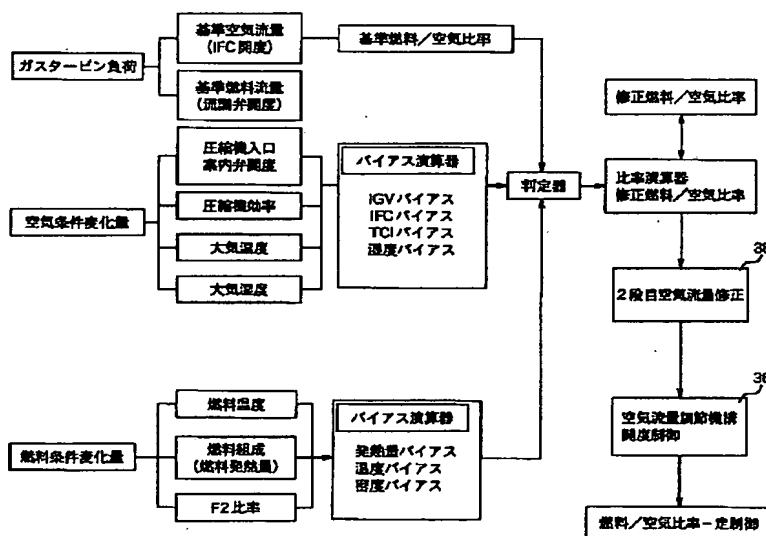 ガスタービン負荷
基準空気流量
(IFC開度)
基準燃料/空気比率
基準燃料流量
(流調弁開度)
修正燃料/空気比率
空気条件変化量
圧縮機入口
案内弁開度
圧縮機効率
大気温度
大気湿度
バイアス演算器
IGVバイアス
IFCバイアス
TCIバイアス
湿度バイアス
判定器
比率演算器
修正燃料/空気比率
38
2段目空気流量修正
36
空気流量調節機構
開度制御
燃料/空気比率一定制御
燃料条件変化量
燃料温度
燃料組成
(燃料発熱量)
F2比率
バイアス演算器
発熱量バイアス
温度バイアス
密度バイアス